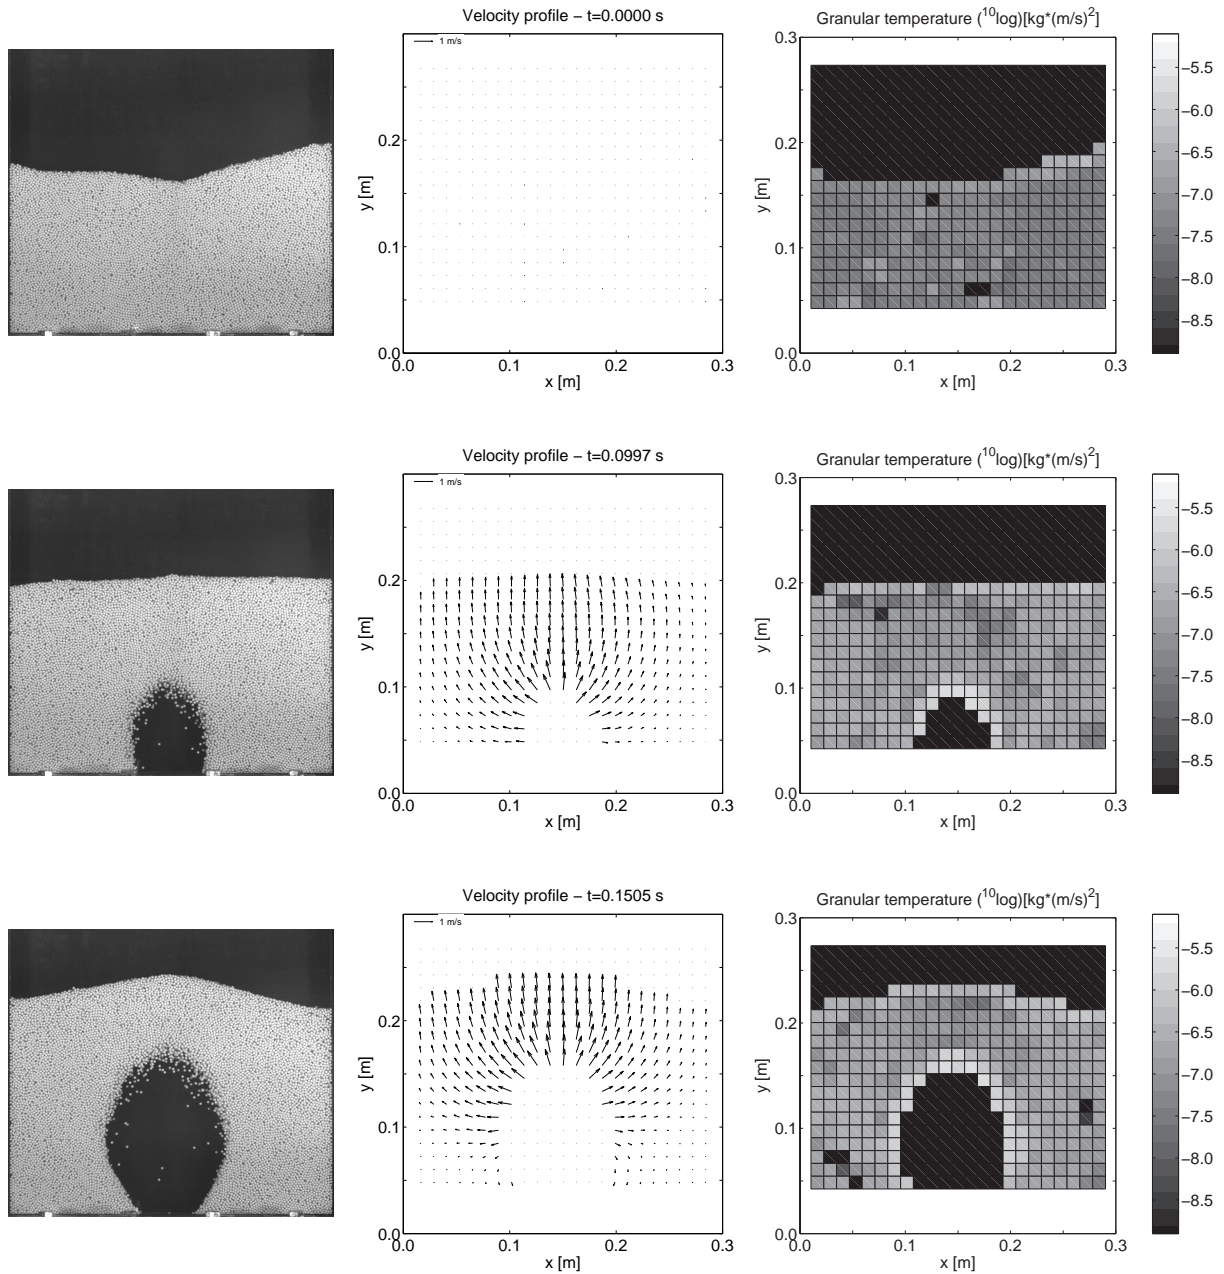 Velocity profile − t=0.0000 s
1 m/s
0.2
0.1
0.0
y [m]
0.0 0.1 0.2 0.3
x [m]
Granular temperature (10log)[kg*(m/s)2]
0.3
0.2
0.1
0.0
y [m]
0.0 0.1 0.2 0.3
x [m]
−5.5
−6.0
−6.5
−7.0
−7.5
−8.0
−8.5
Velocity profile − t=0.0997 s
1 m/s
0.2
0.1
0.0
y [m]
0.0 0.1 0.2 0.3
x [m]
Granular temperature (10log)[kg*(m/s)2]
0.3
0.2
0.1
0.0
y [m]
0.0 0.1 0.2 0.3
x [m]
−5.5
−6.0
−6.5
−7.0
−7.5
−8.0
−8.5
Velocity profile − t=0.1505 s
1 m/s
0.2
0.1
0.0
y [m]
0.0 0.1 0.2 0.3
x [m]
Granular temperature (10log)[kg*(m/s)2]
0.3
0.2
0.1
0.0
y [m]
0.0 0.1 0.2 0.3
x [m]
−5.5
−6.0
−6.5
−7.0
−7.5
−8.0
−8.5